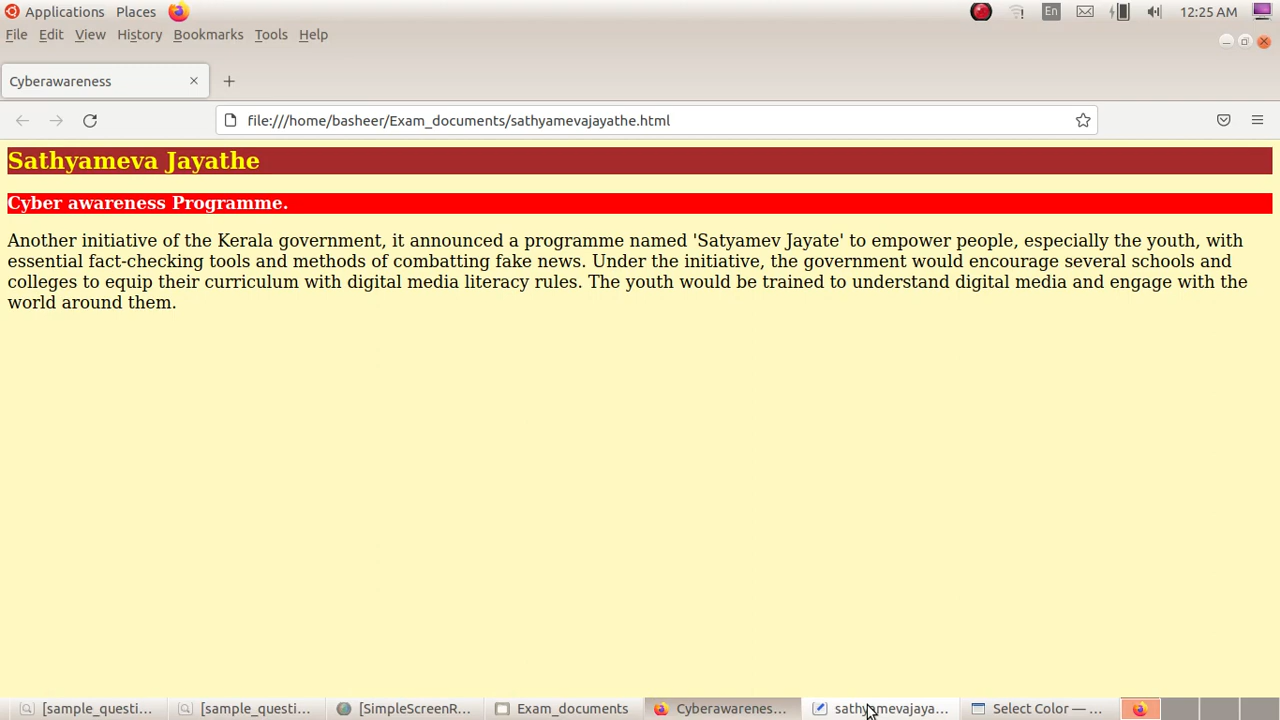 Applications Places En 12:25 AM
File Edit View History Bookmarks Tools Help
Cyberawareness
file:///home/basheer/Exam_documents/sathyamevajayathe.html
Sathyameva Jayathe
Cyber awareness Programme.
Another initiative of the Kerala government, it announced a programme named 'Satyamev Jayate' to empower people, especially the youth, with
essential fact-checking tools and methods of combatting fake news. Under the initiative, the government would encourage several schools and
colleges to equip their curriculum with digital media literacy rules. The youth would be trained to understand digital media and engage with the
world around them.
[sample_questi... [sample_questi... [SimpleScreenR... Exam_documents Cyberawarenes... sathyamevajaya... Select Color — ...